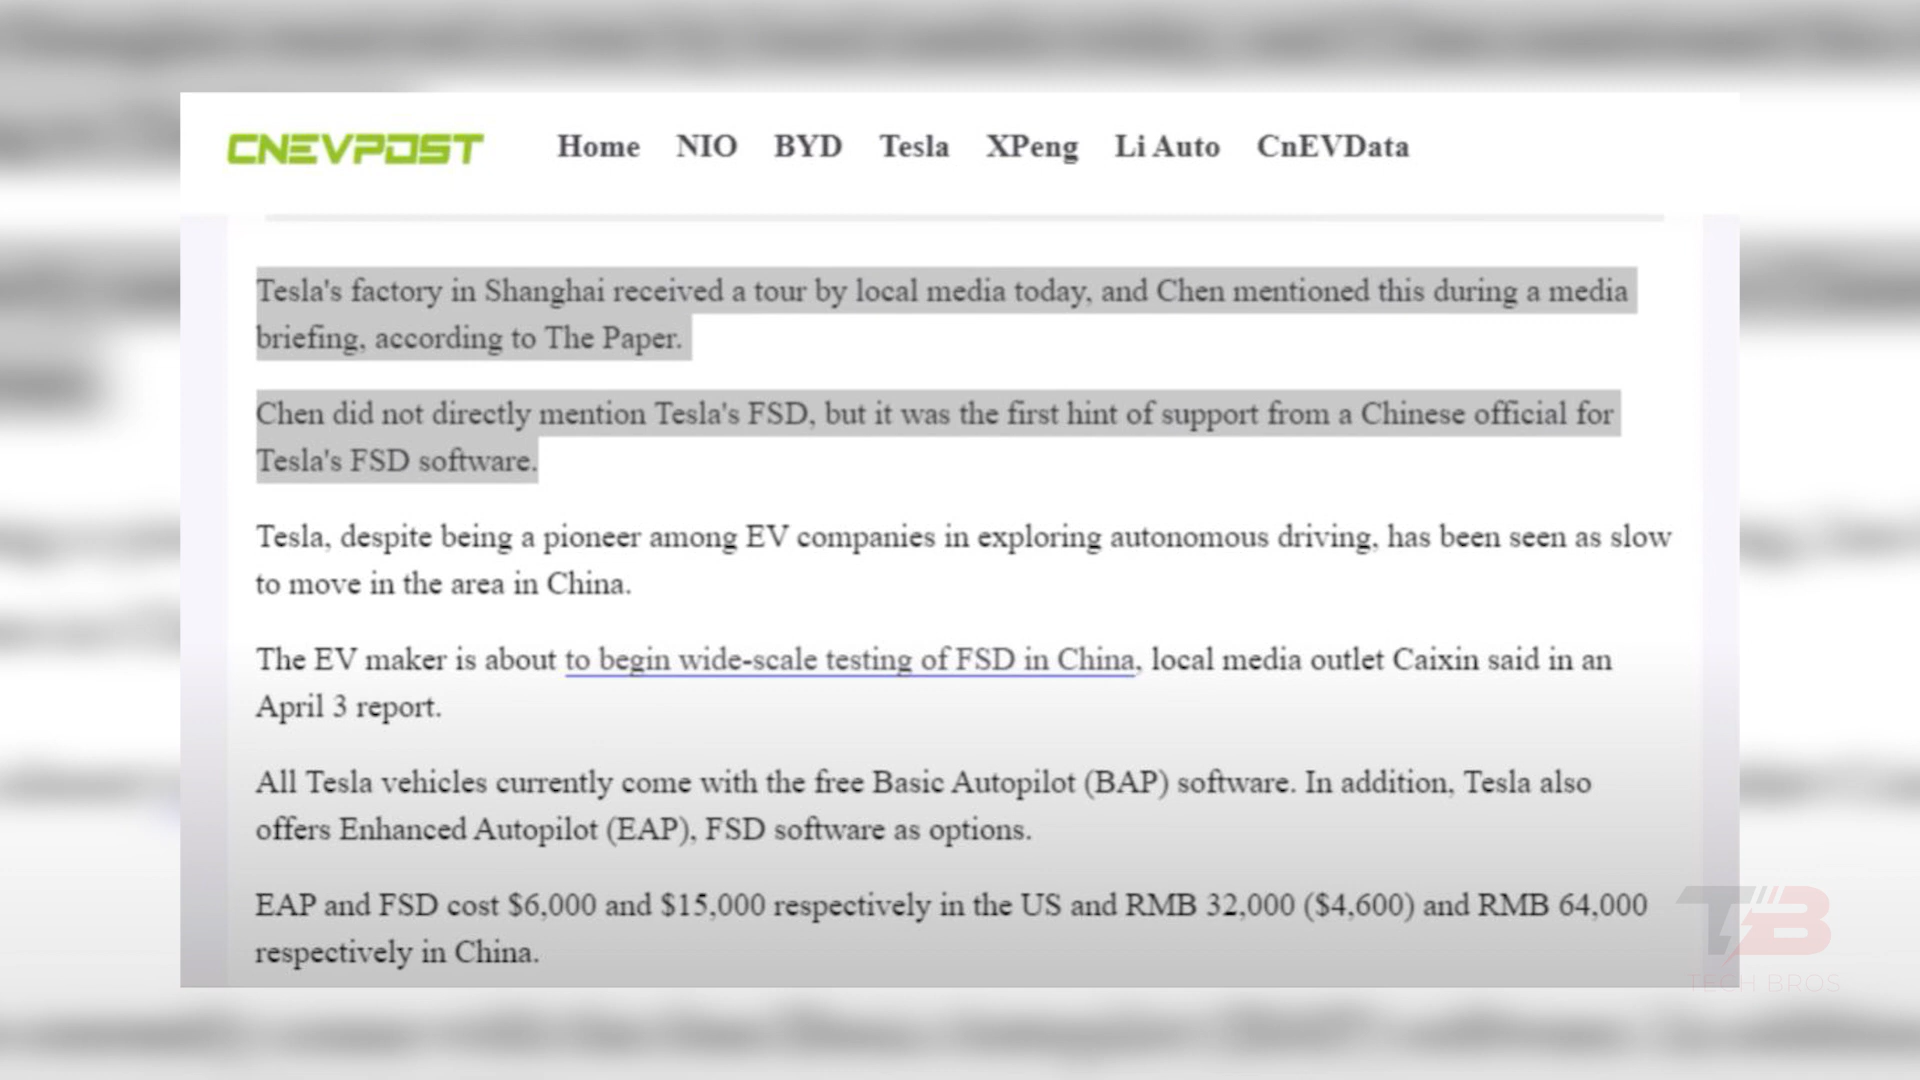 CNEVPOST Home NIO BYD Tesla XPeng Li Auto CnEVData
Tesla's factory in Shanghai received a tour by local media today, and Chen mentioned this during a media
briefing, according to The Paper.
Chen did not directly mention Tesla's FSD, but it was the first hint of support from a Chinese official for
Tesla's FSD software.
Tesla, despite being a pioneer among EV companies in exploring autonomous driving, has been seen as slow
to move in the area in China.
The EV maker is about to begin wide-scale testing of FSD in China, local media outlet Caixin said in an
April 3 report.
All Tesla vehicles currently come with the free Basic Autopilot (BAP) software. In addition, Tesla also
offers Enhanced Autopilot (EAP), FSD software as options.
EAP and FSD cost $6,000 and $15,000 respectively in the US and RMB 32,000 ($4,600) and RMB 64,000
respectively in China.
TB
TECH BROS